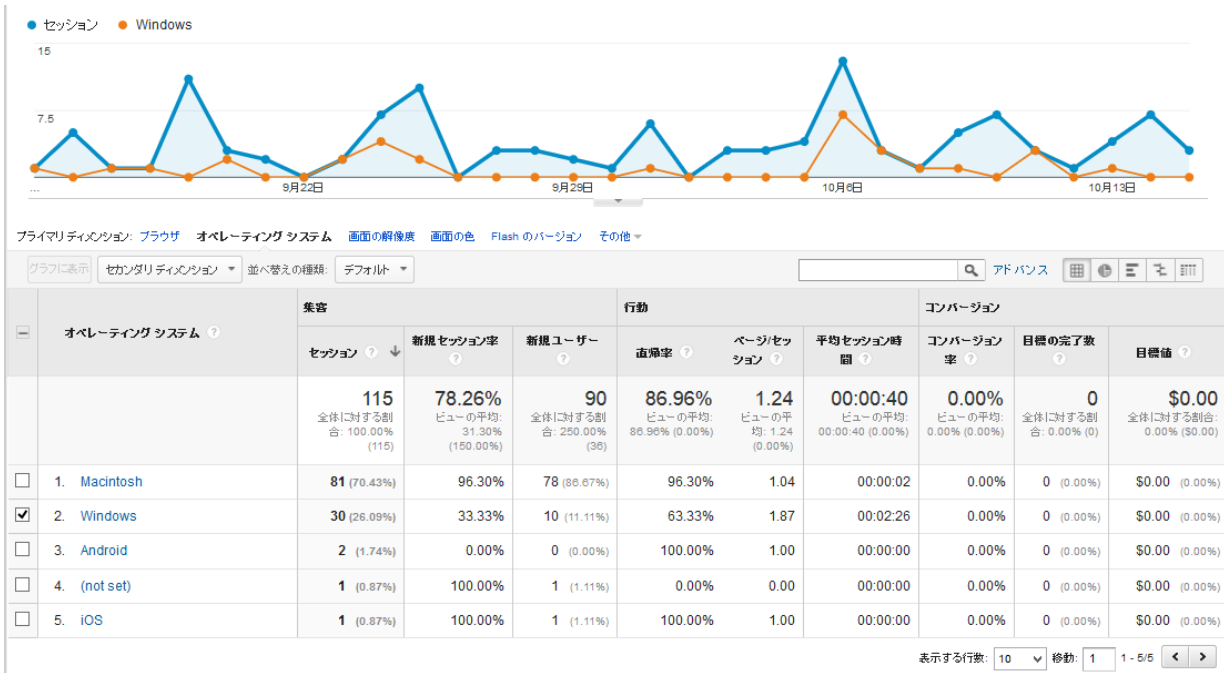 セッション Windows
15
7.5
... 9月22日 9月29日 10月6日 10月13日
プライマリ ディメンション: ブラウザ オペレーティング システム 画面の解像度 画面の色 Flash のバージョン その他
グラフに表示 セカンダリ ディメンション 並べ替えの種類: デフォルト アドバンス
オペレーティング システム ? 集客 行動 コンバージョン
セッション ? 新規セッション率 ? 新規ユーザー ? 直帰率 ? ページ/セッション ? 平均セッション時間 ? コンバージョン率 ? 目標の完了数 ? 目標値 ?
115 78.26% 90 86.96% 1.24 00:00:40 0.00% 0 $0.00
全体に対する割合: 100.00% (115) ビューの平均: 31.30% (150.00%) 全体に対する割合: 250.00% (36) ビューの平均: 86.96% (0.00%) ビューの平均: 1.24 (0.00%) ビューの平均: 00:00:40 (0.00%) ビューの平均: 0.00% (0.00%) 全体に対する割合: 0.00% (0) 全体に対する割合: 0.00% ($0.00)
1. Macintosh 81 (70.43%) 96.30% 78 (86.67%) 96.30% 1.04 00:00:02 0.00% 0 (0.00%) $0.00 (0.00%)
2. Windows 30 (26.09%) 33.33% 10 (11.11%) 63.33% 1.87 00:02:26 0.00% 0 (0.00%) $0.00 (0.00%)
3. Android 2 (1.74%) 0.00% 0 (0.00%) 100.00% 1.00 00:00:00 0.00% 0 (0.00%) $0.00 (0.00%)
4. (not set) 1 (0.87%) 100.00% 1 (1.11%) 0.00% 0.00 00:00:00 0.00% 0 (0.00%) $0.00 (0.00%)
5. iOS 1 (0.87%) 100.00% 1 (1.11%) 100.00% 1.00 00:00:00 0.00% 0 (0.00%) $0.00 (0.00%)
表示する行数: 10 移動: 1 1 - 5/5